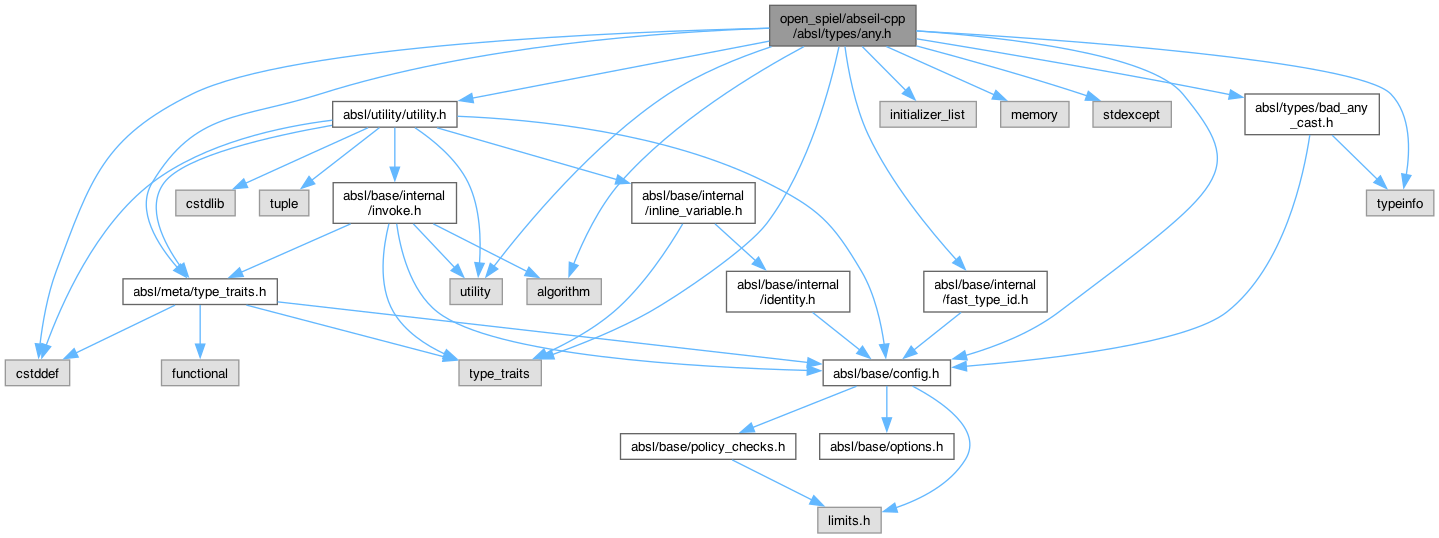 open_spiel/abseil-cpp
/absl/types/any.h
absl/utility/utility.h
initializer_list
memory
stdexcept
absl/types/bad_any
_cast.h
cstdlib
tuple
absl/base/internal
/invoke.h
absl/base/internal
/inline_variable.h
typeinfo
absl/meta/type_traits.h
utility
algorithm
absl/base/internal
/identity.h
absl/base/internal
/fast_type_id.h
cstddef
functional
type_traits
absl/base/config.h
absl/base/policy_checks.h
absl/base/options.h
limits.h